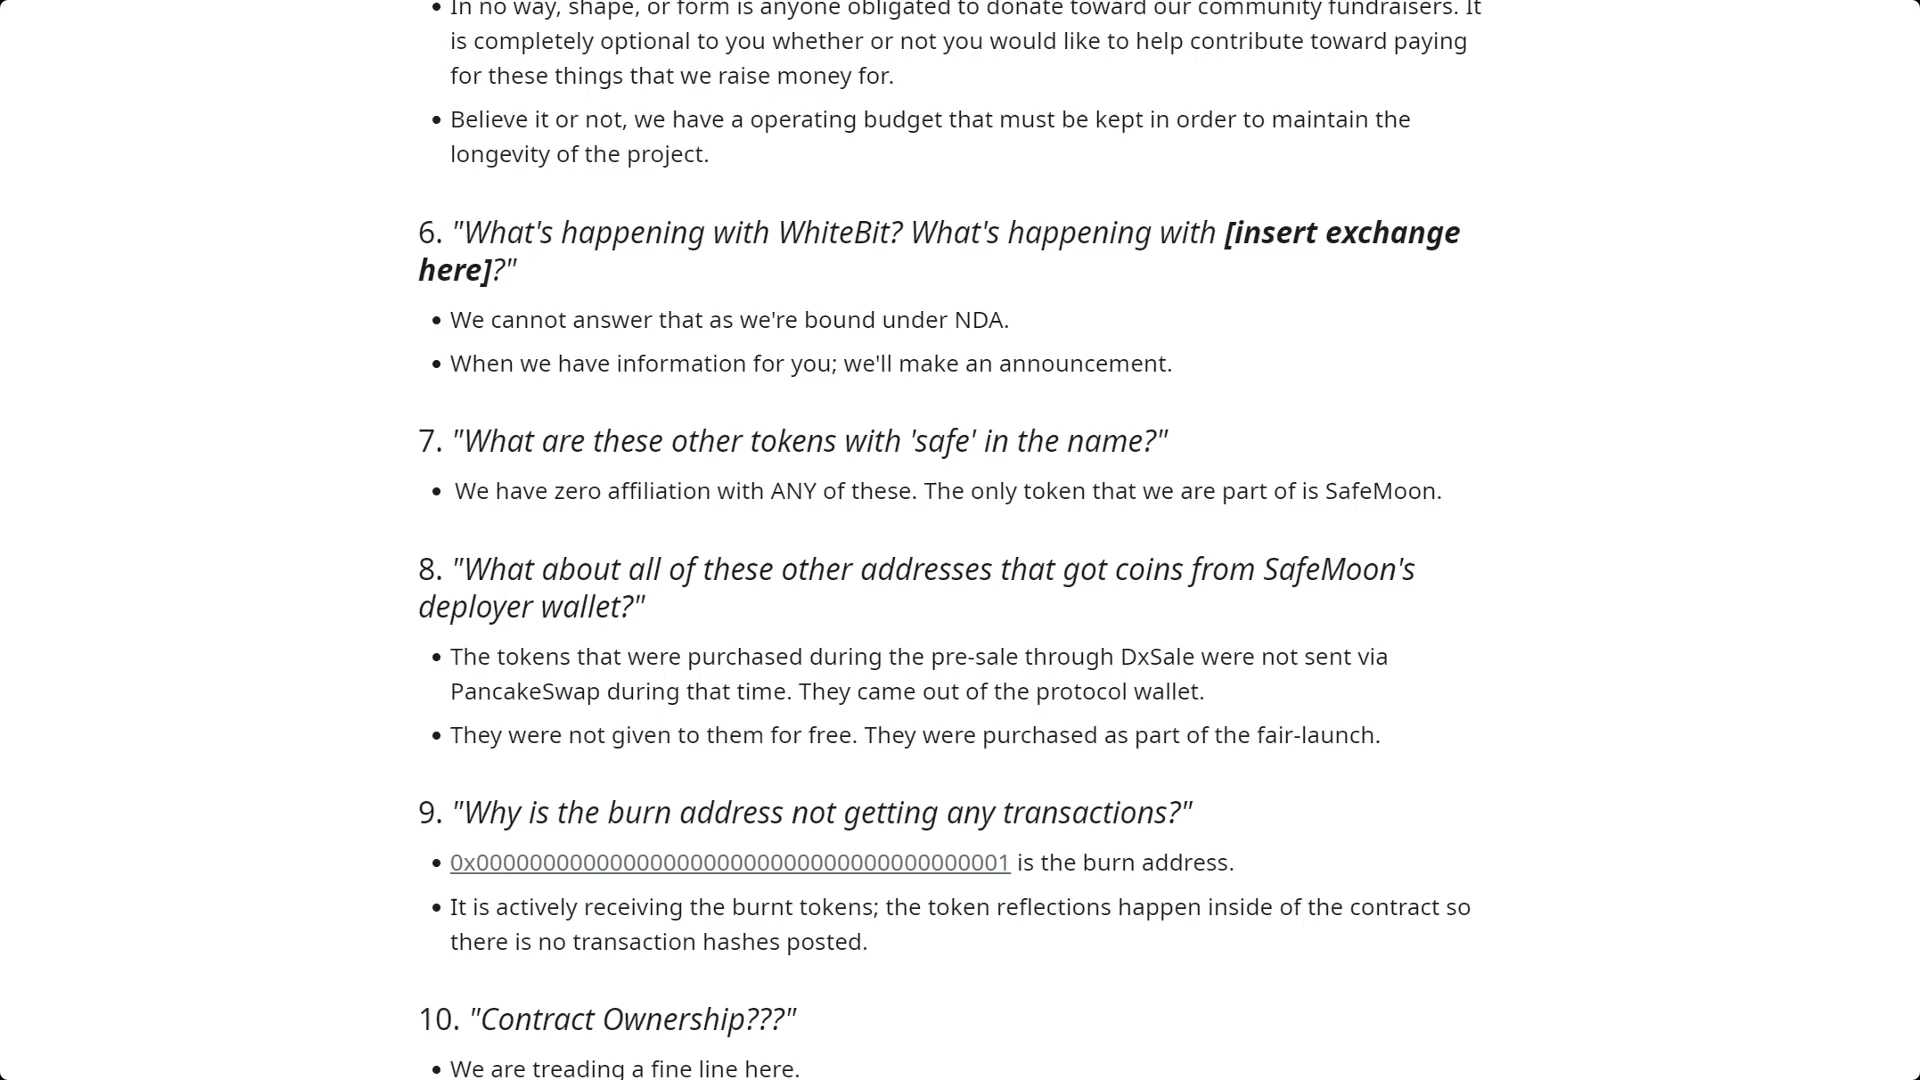 • In no way, shape, or form is anyone obligated to donate toward our community fundraisers. It
is completely optional to you whether or not you would like to help contribute toward paying
for these things that we raise money for.
• Believe it or not, we have a operating budget that must be kept in order to maintain the
longevity of the project.
6. "What's happening with WhiteBit? What's happening with [insert exchange
here]?"
• We cannot answer that as we're bound under NDA.
• When we have information for you; we'll make an announcement.
7. "What are these other tokens with 'safe' in the name?"
• We have zero affiliation with ANY of these. The only token that we are part of is SafeMoon.
8. "What about all of these other addresses that got coins from SafeMoon's
deployer wallet?"
• The tokens that were purchased during the pre-sale through DxSale were not sent via
PancakeSwap during that time. They came out of the protocol wallet.
• They were not given to them for free. They were purchased as part of the fair-launch.
9. "Why is the burn address not getting any transactions?"
• 0x0000000000000000000000000000000000000001 is the burn address.
• It is actively receiving the burnt tokens; the token reflections happen inside of the contract so
there is no transaction hashes posted.
10. "Contract Ownership???"
• We are treading a fine line here.